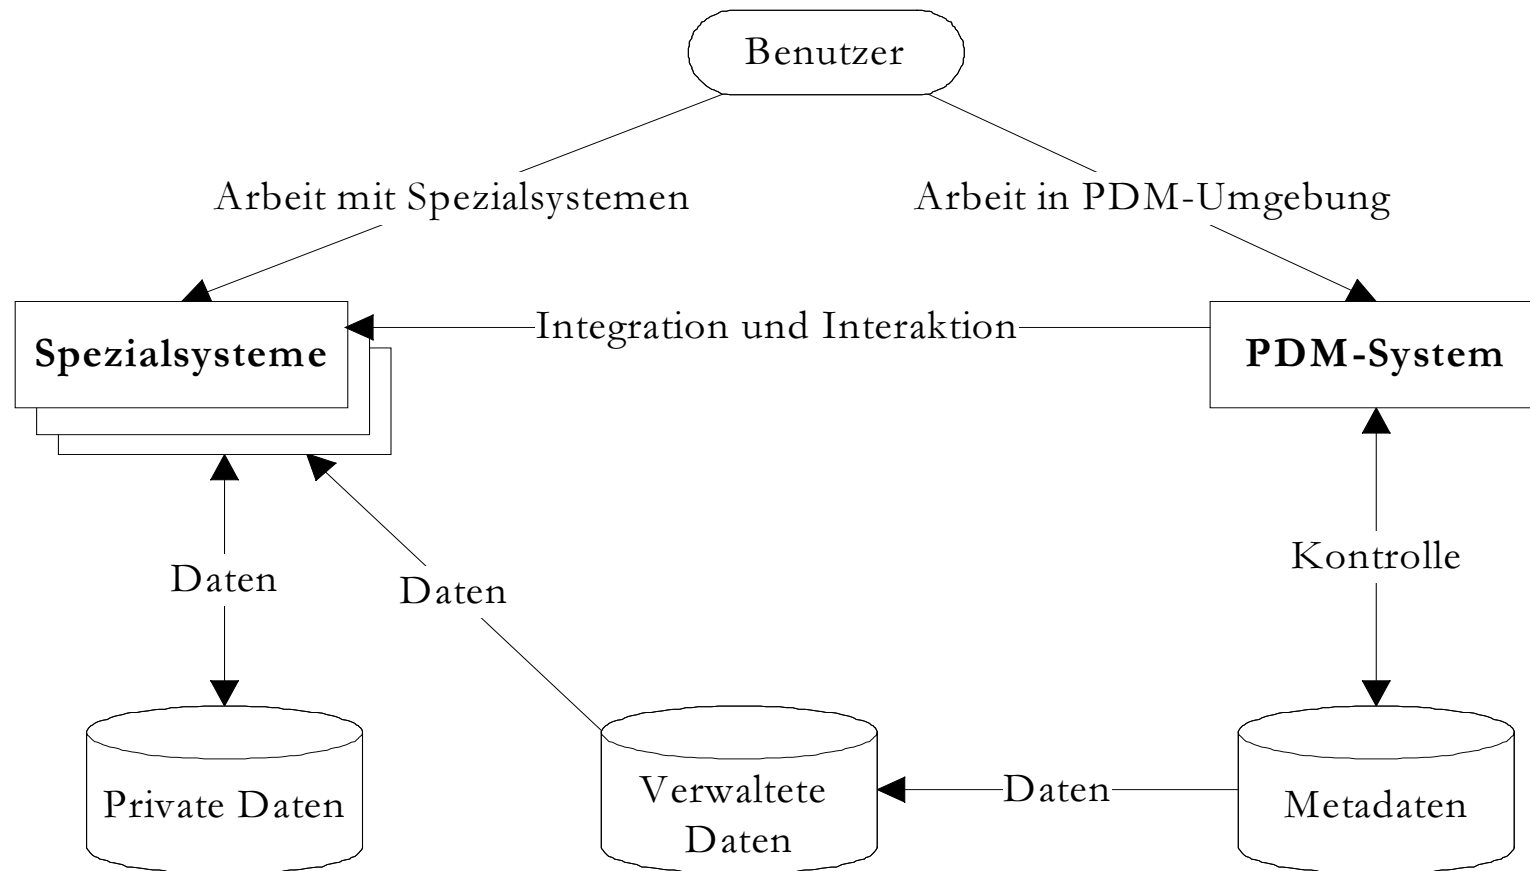 Benutzer
Arbeit mit Spezialsystemen
Arbeit in PDM-Umgebung
Integration und Interaktion
Spezialsysteme
PDM-System
Kontrolle
Daten
Daten
Private Daten
Verwaltete
Daten
Daten
Metadaten